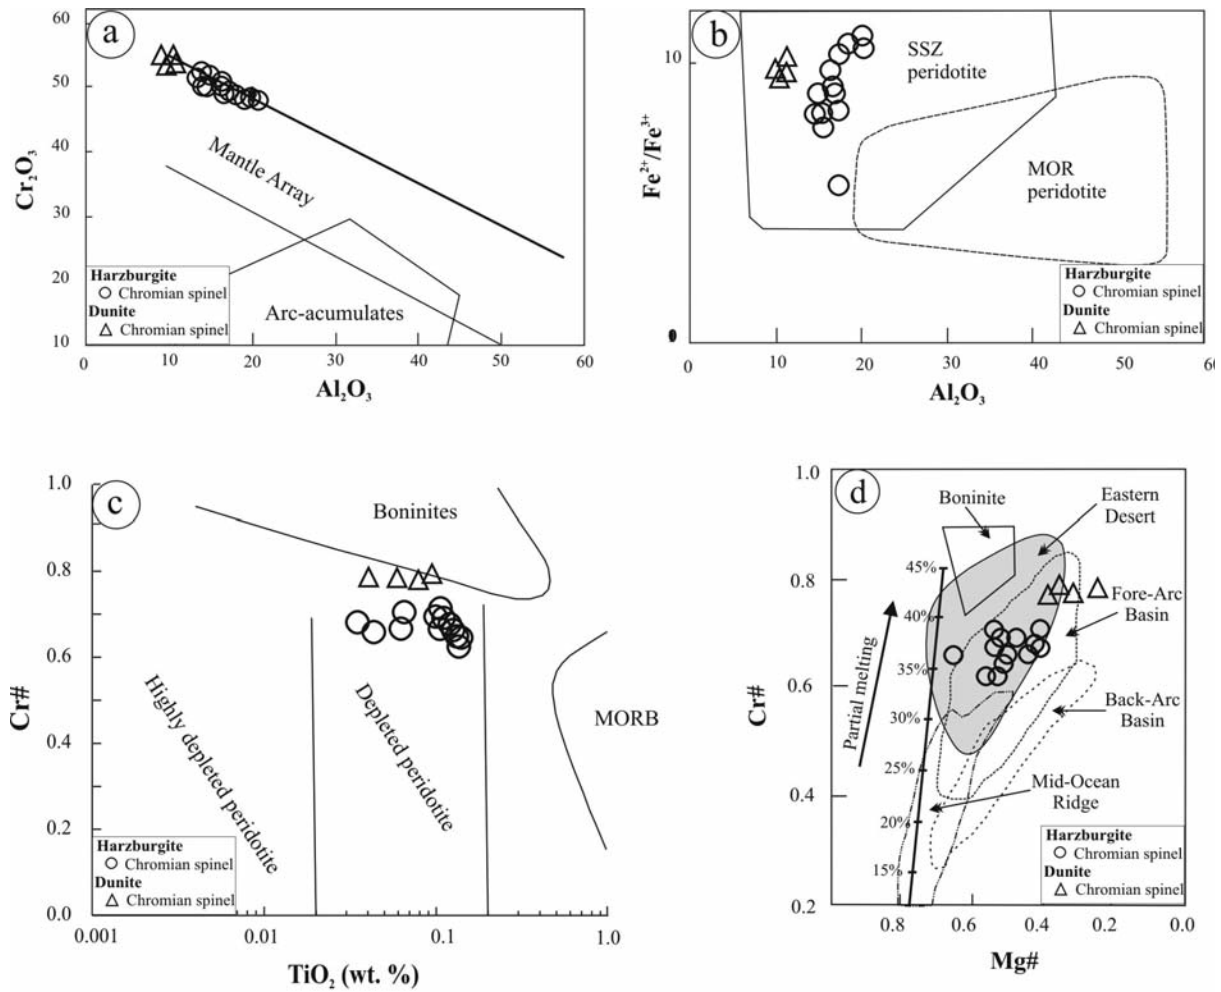 a
60
50
40
30
20
10
Cr₂O₃
Mantle Array
Arc-acumulates
Harzburgite
Chromian spinel
Dunite
Chromian spinel
0
10
20
30
40
50
60
Al₂O₃
b
10
0
Fe²⁺/Fe³⁺
SSZ
peridotite
MOR
peridotite
Harzburgite
Chromian spinel
Dunite
Chromian spinel
0
10
20
30
40
50
60
Al₂O₃
c
1.0
0.8
0.6
0.4
0.2
0.0
Cr#
Boninites
Highly depleted peridotite
Depleted peridotite
MORB
Harzburgite
Chromian spinel
Dunite
Chromian spinel
0.001
0.01
0.1
1.0
TiO₂ (wt. %)
d
1.0
0.8
0.6
0.4
0.2
Cr#
Boninite
Eastern
Desert
45%
40%
35%
30%
25%
20%
15%
Partial melting
Fore-Arc
Basin
Back-Arc
Basin
Mid-Ocean
Ridge
Harzburgite
Chromian spinel
Dunite
Chromian spinel
0.8
0.6
0.4
0.2
0.0
Mg#